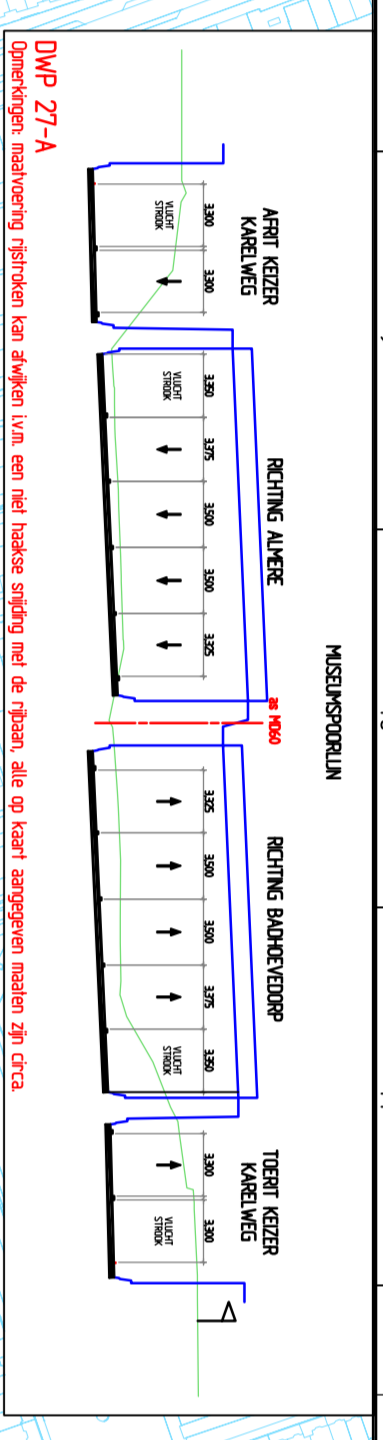 MUSEUMSPOORLIJN
AFRIT KEIZER
KARELWEG
RICHTING ALMERE
as MD60
RICHTING BADHOEVEDORP
TOERIT KEIZER
KARELWEG
3.300
3.300
3.350
3.375
3.500
3.500
3.325
3.325
3.500
3.500
3.375
3.350
3.300
3.300
VLUCHT
STROOK
VLUCHT
STROOK
VLUCHT
STROOK
VLUCHT
STROOK
DWP 27-A
Opmerkingen: maatvoering rijstroken kan afwijken i.v.m. een niet haakse snijding met de rijbaan, alle op kaart aangegeven maaten zijn circa.